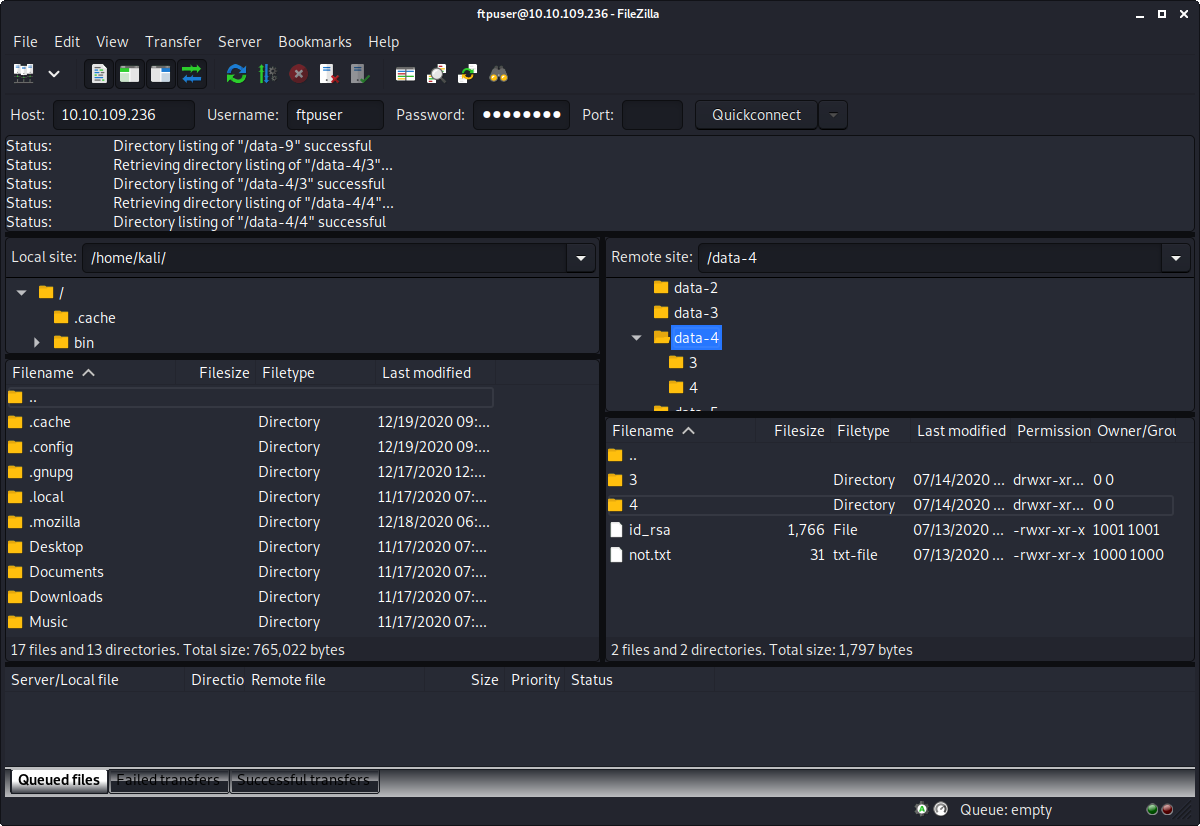 ftpuser@10.10.109.236 - FileZilla
File Edit View Transfer Server Bookmarks Help
Host: 10.10.109.236 Username: ftpuser Password: ●●●●●●●● Port: Quickconnect
Status: Directory listing of "/data-9" successful
Status: Retrieving directory listing of "/data-4/3"...
Status: Directory listing of "/data-4/3" successful
Status: Retrieving directory listing of "/data-4/4"...
Status: Directory listing of "/data-4/4" successful
Local site: /home/kali/
/
.cache
bin
Filename Filesize Filetype Last modified
..
.cache Directory 12/19/2020 09:...
.config Directory 12/19/2020 09:...
.gnupg Directory 12/17/2020 12:...
.local Directory 11/17/2020 07:...
.mozilla Directory 12/18/2020 06:...
Desktop Directory 11/17/2020 07:...
Documents Directory 11/17/2020 07:...
Downloads Directory 11/17/2020 07:...
Music Directory 11/17/2020 07:...
17 files and 13 directories. Total size: 765,022 bytes
Remote site: /data-4
data-2
data-3
data-4
3
4
data-5
Filename Filesize Filetype Last modified Permission Owner/Grou
..
3 Directory 07/14/2020 ... drwxr-xr... 0 0
4 Directory 07/14/2020 ... drwxr-xr... 0 0
id_rsa 1,766 File 07/13/2020 ... -rwxr-xr-x 1001 1001
not.txt 31 txt-file 07/13/2020 ... -rwxr-xr-x 1000 1000
2 files and 2 directories. Total size: 1,797 bytes
Server/Local file Directio Remote file Size Priority Status
Queued files Failed transfers Successful transfers
Queue: empty